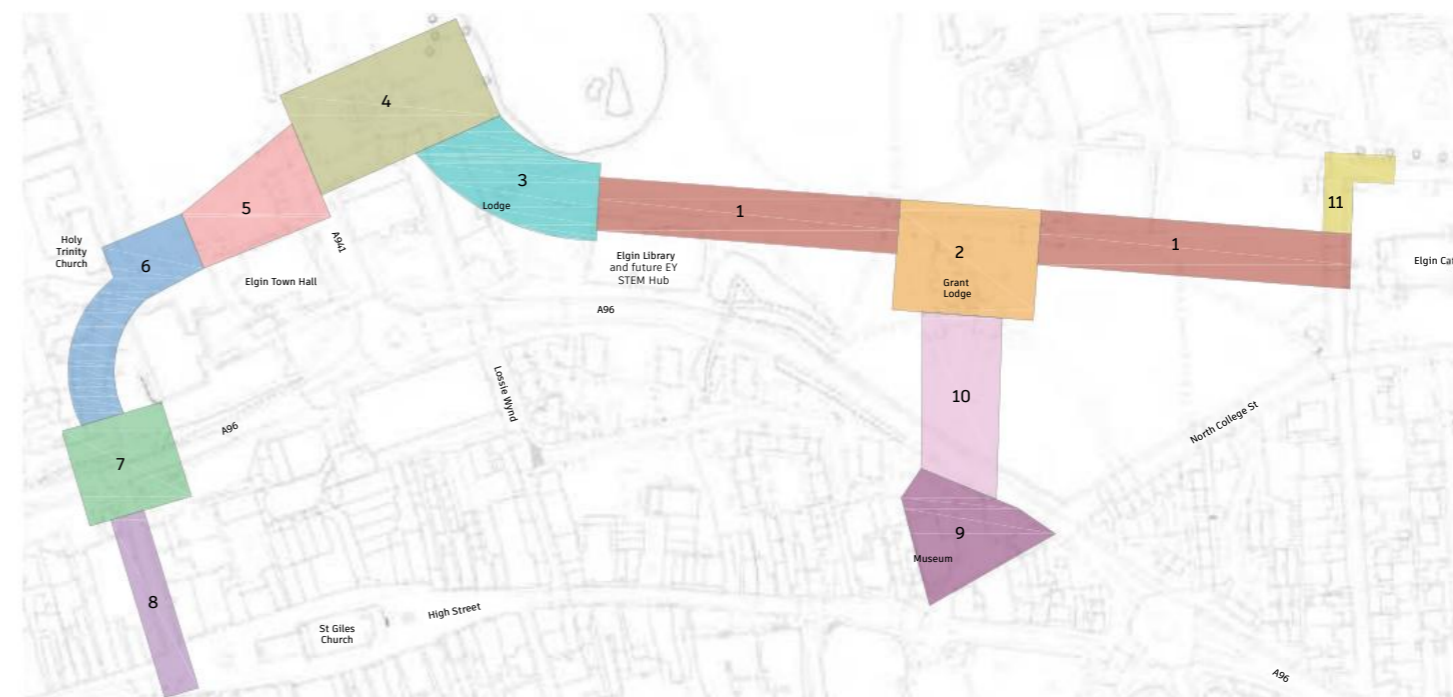 4
3
Lodge
1
5
11
1
Holy
Trinity
Church
A941
6
Elgin Town Hall
Elgin Library
and future EY
STEM Hub
2
Grant
Lodge
Elgin Cat
A96
Lossie Wynd
10
North College St
A96
7
9
Museum
8
High Street
St Giles
Church
A96